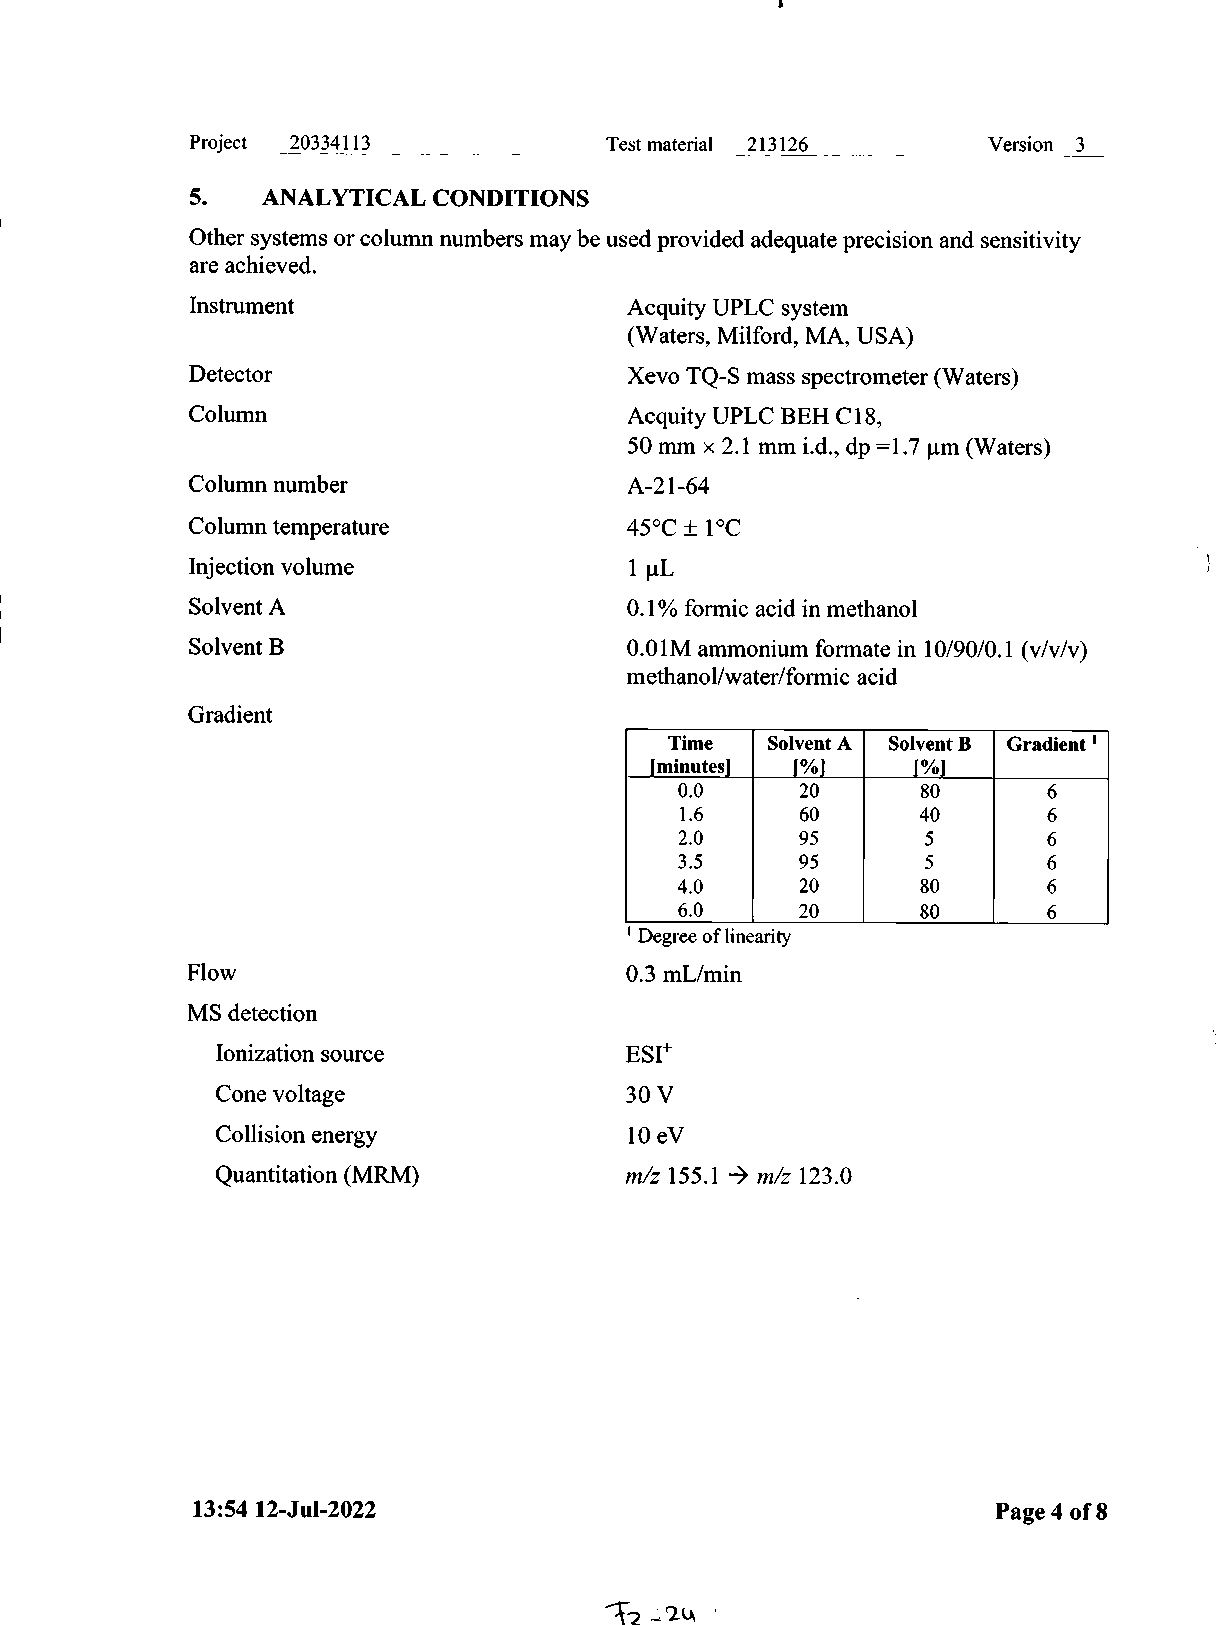 Project 20334113 Test material 213126 Version 3
5. ANALYTICAL CONDITIONS
Other systems or column numbers may be used provided adequate precision and sensitivity
are achieved.
Instrument Acquity UPLC system
(Waters, Milford, MA, USA)
Detector Xevo TQ-S mass spectrometer (Waters)
Column Acquity UPLC BEH C18,
50 mm × 2.1 mm i.d., dp =1.7 µm (Waters)
Column number A-21-64
Column temperature 45°C ± 1°C
Injection volume 1 µL
Solvent A 0.1% formic acid in methanol
Solvent B 0.01M ammonium formate in 10/90/0.1 (v/v/v)
methanol/water/formic acid
Gradient
Time Solvent A Solvent B Gradient ¹
[minutes] [%] [%]
0.0 20 80 6
1.6 60 40 6
2.0 95 5 6
3.5 95 5 6
4.0 20 80 6
6.0 20 80 6
¹ Degree of linearity
Flow 0.3 mL/min
MS detection
Ionization source ESI⁺
Cone voltage 30 V
Collision energy 10 eV
Quantitation (MRM) m/z 155.1 → m/z 123.0
13:54 12-Jul-2022 Page 4 of 8